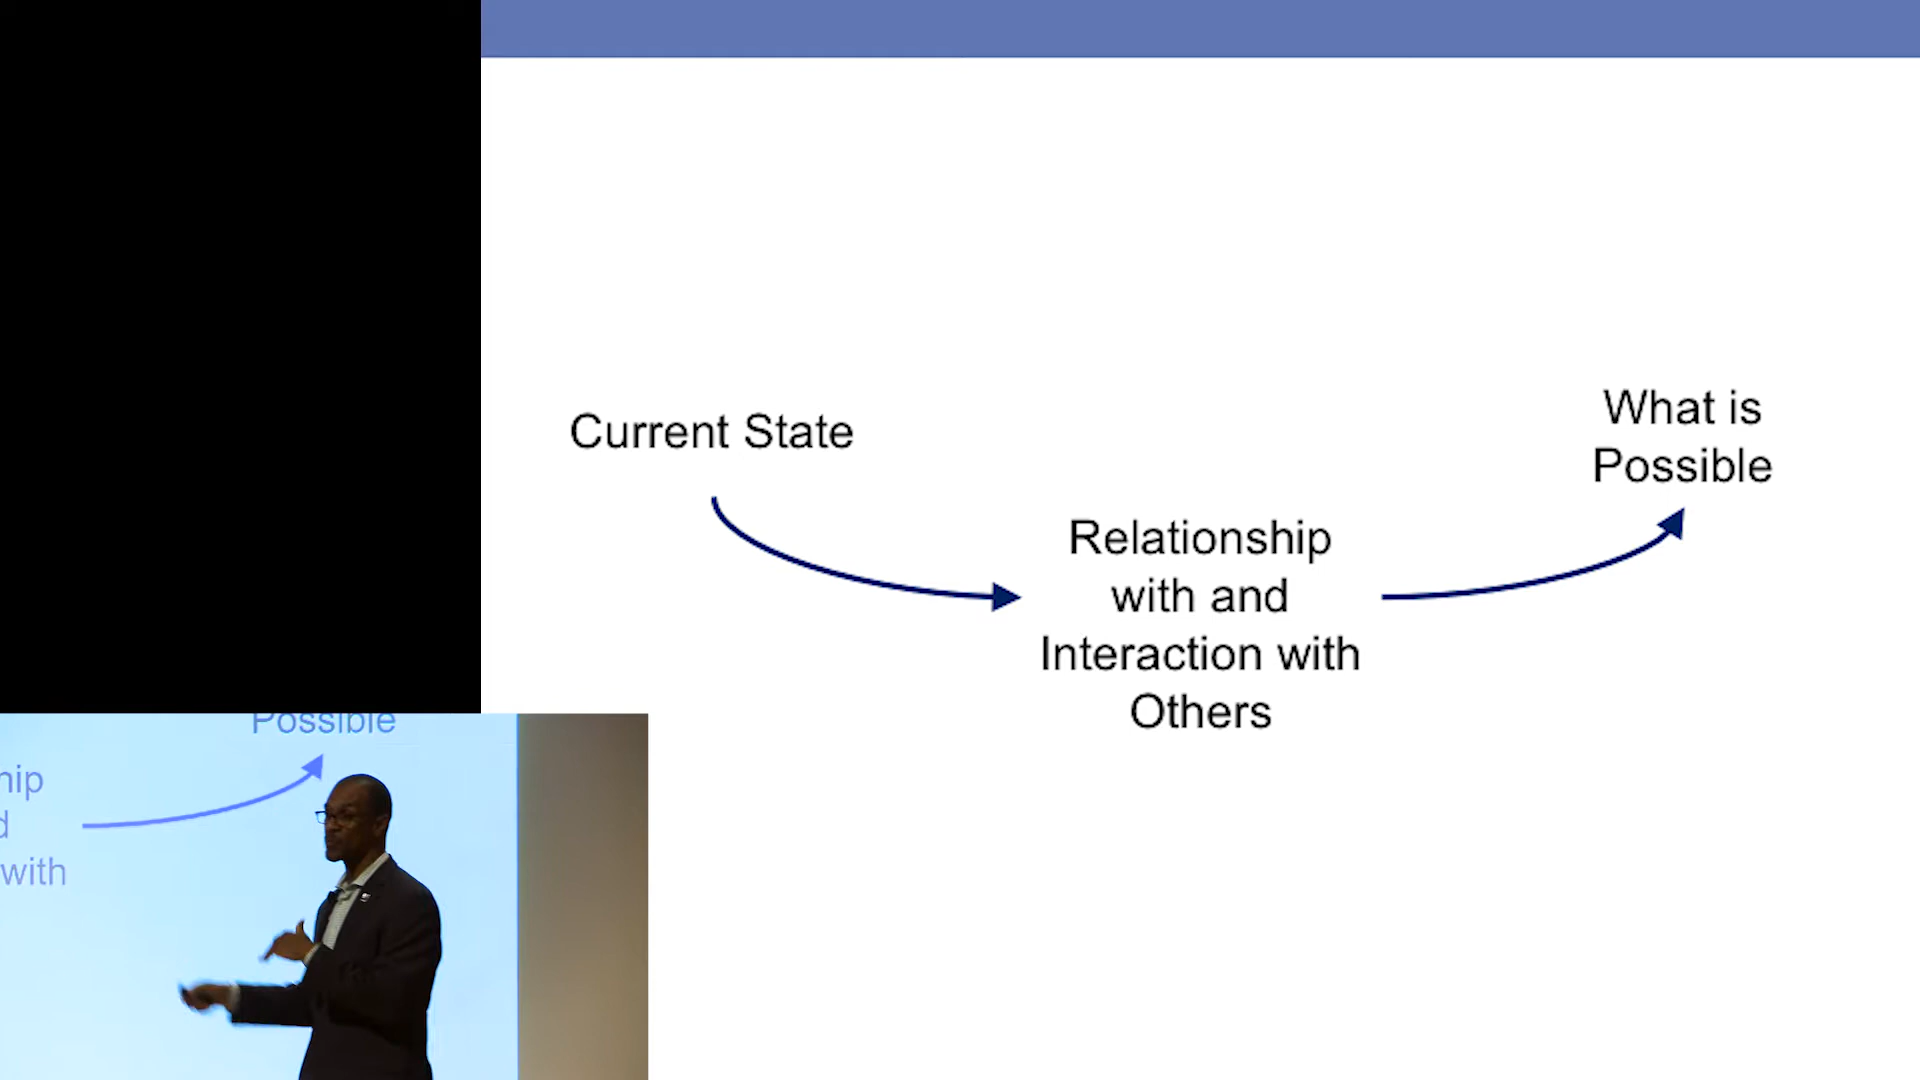 Current State
What is
Possible
Relationship
with and
Interaction with
Others
Possible
hip
d
with